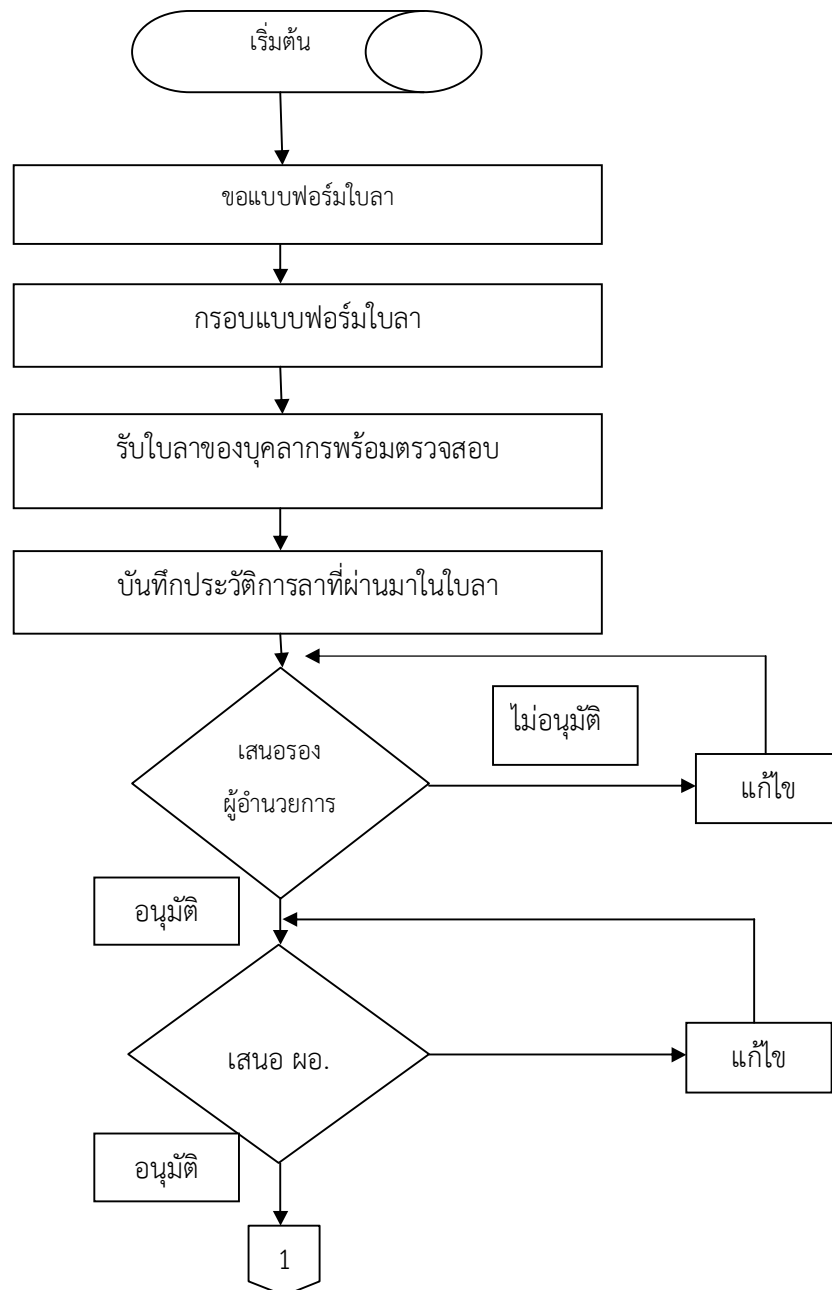 เริ่มต้น
ขอแบบฟอร์มใบลา
กรอบแบบฟอร์มใบลา
รับใบลาของบุคลากรพร้อมตรวจสอบ
บันทึกประวัติการลาที่ผ่านมาในใบลา
เสนอรอง
ผู้อำนวยการ
ไม่อนุมัติ
แก้ไข
อนุมัติ
เสนอ ผอ.
แก้ไข
อนุมัติ
1